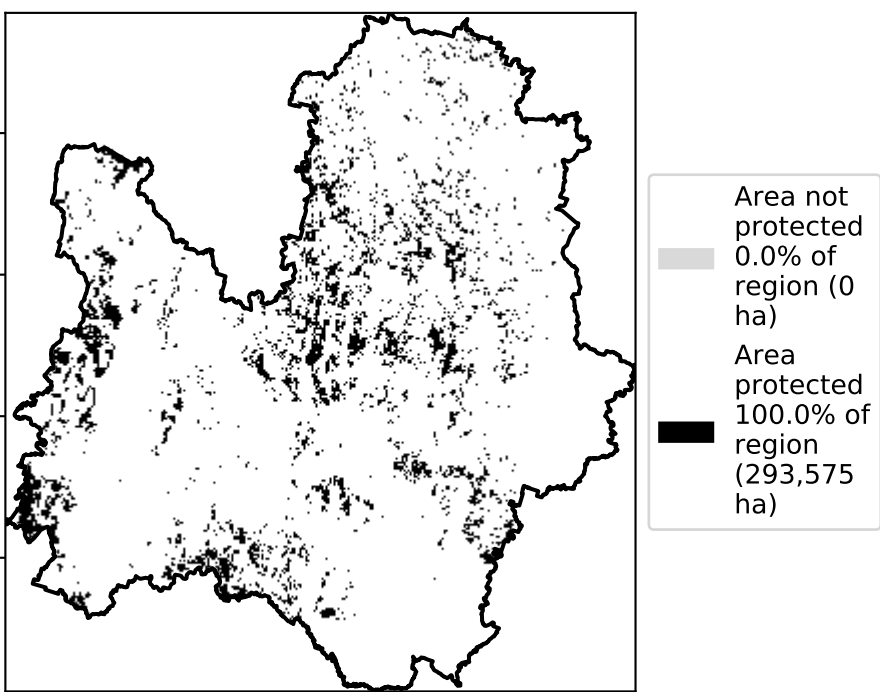 Area not
protected
0.0% of
region (0
ha)
Area
protected
100.0% of
region
(293,575
ha)